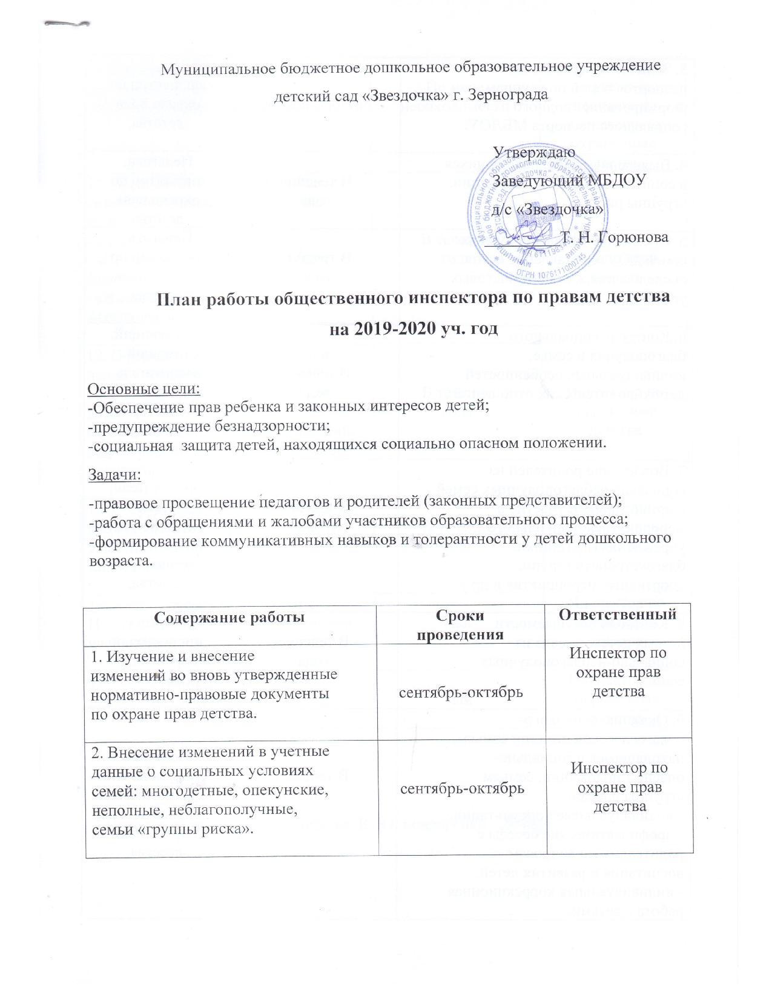 Муниципальное бюджетное дошкольное образовательное учреждение
детский сад «Звездочка» г. Зернограда
Утверждаю
Заведующий МБДОУ
д/с «Звездочка»
Т. Н. Горюнова
ОГРН 1076111000745
План работы общественного инспектора по правам детства
на 2019-2020 уч. год
Основные цели:
-Обеспечение прав ребенка и законных интересов детей;
-предупреждение безнадзорности;
-социальная защита детей, находящихся социально опасном положении.
Задачи:
-правовое просвещение педагогов и родителей (законных представителей);
-работа с обращениями и жалобами участников образовательного процесса;
-формирование коммуникативных навыков и толерантности у детей дошкольного
возраста.
Содержание работы
Сроки
проведения
Ответственный
1. Изучение и внесение
изменений во вновь утвержденные
нормативно-правовые документы
по охране прав детства.
сентябрь-октябрь
Инспектор по
охране прав
детства
2. Внесение изменений в учетные
данные о социальных условиях
семей: многодетные, опекунские,
неполные, неблагополучные,
семьи «группы риска».
сентябрь-октябрь
Инспектор по
охране прав
детства